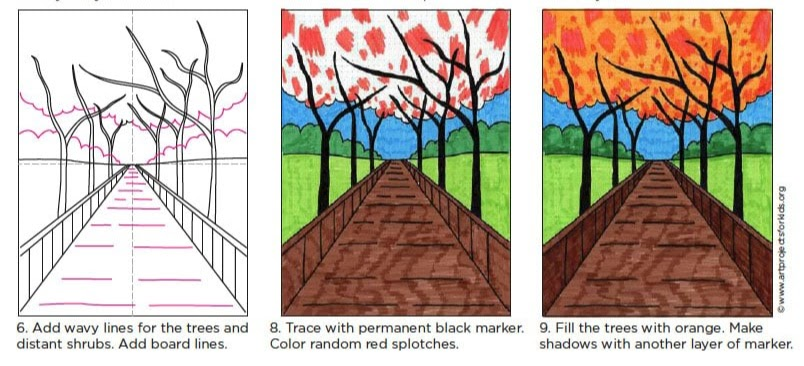 6. Add wavy lines for the trees and
distant shrubs. Add board lines.
8. Trace with permanent black marker.
Color random red splotches.
9. Fill the trees with orange. Make
shadows with another layer of marker.
© www.artprojectsforkids.org